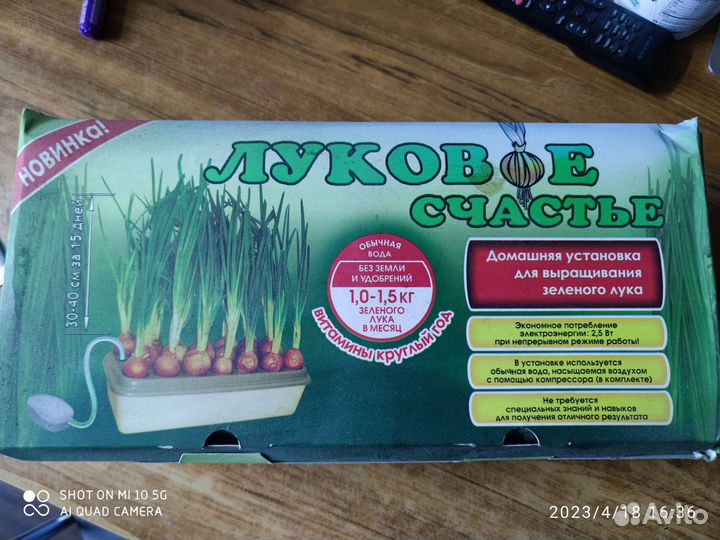 НОВИНКА!
ЛУКОВОЕ
СЧАСТЬЕ
30-40 см за 15 дней
ОБЫЧНАЯ
ВОДА
БЕЗ ЗЕМЛИ
И УДОБРЕНИЙ
1,0-1,5 КГ
ЗЕЛЕНОГО
ЛУКА
В МЕСЯЦ
ВИТАМИНЫ КРУГЛЫЙ ГОД
Домашняя установка
для выращивания
зеленого лука
Экономное потребление
электроэнергии: 2,5 Вт
при непрерывном режиме работы!
В установке используется
обычная вода, насыщаемая воздухом
с помощью компрессора (в комплекте)
Не требуется
специальных знаний и навыков
для получения отличного результата
SHOT ON MI 10 5G
AI QUAD CAMERA
2023/4/18 16:36
Avito